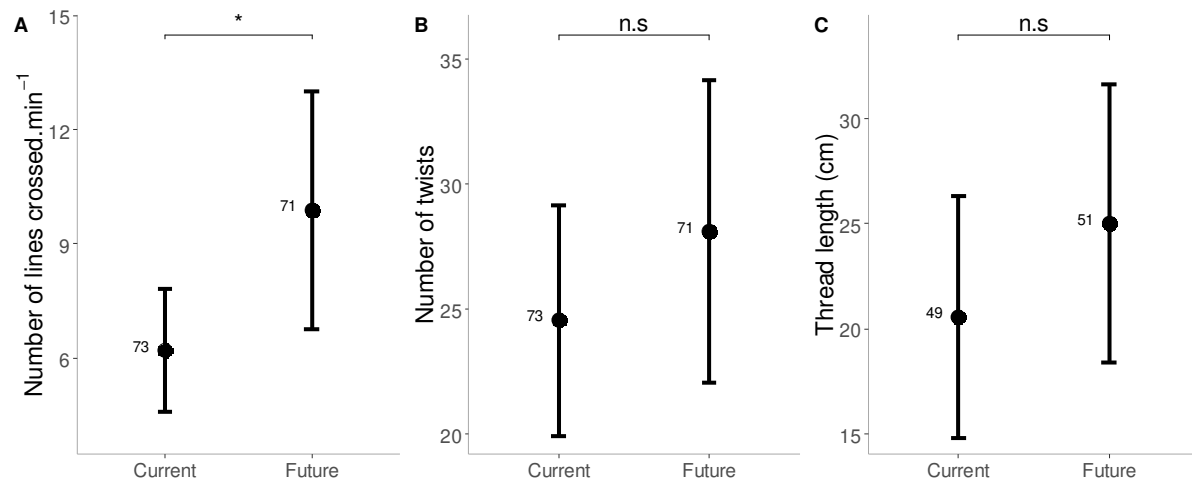 A
Number of lines crossed.min⁻¹
15
12
9
6
*
73
71
Current
Future
B
Number of twists
35
30
25
20
n.s
73
71
Current
Future
C
Thread length (cm)
30
25
20
15
n.s
49
51
Current
Future